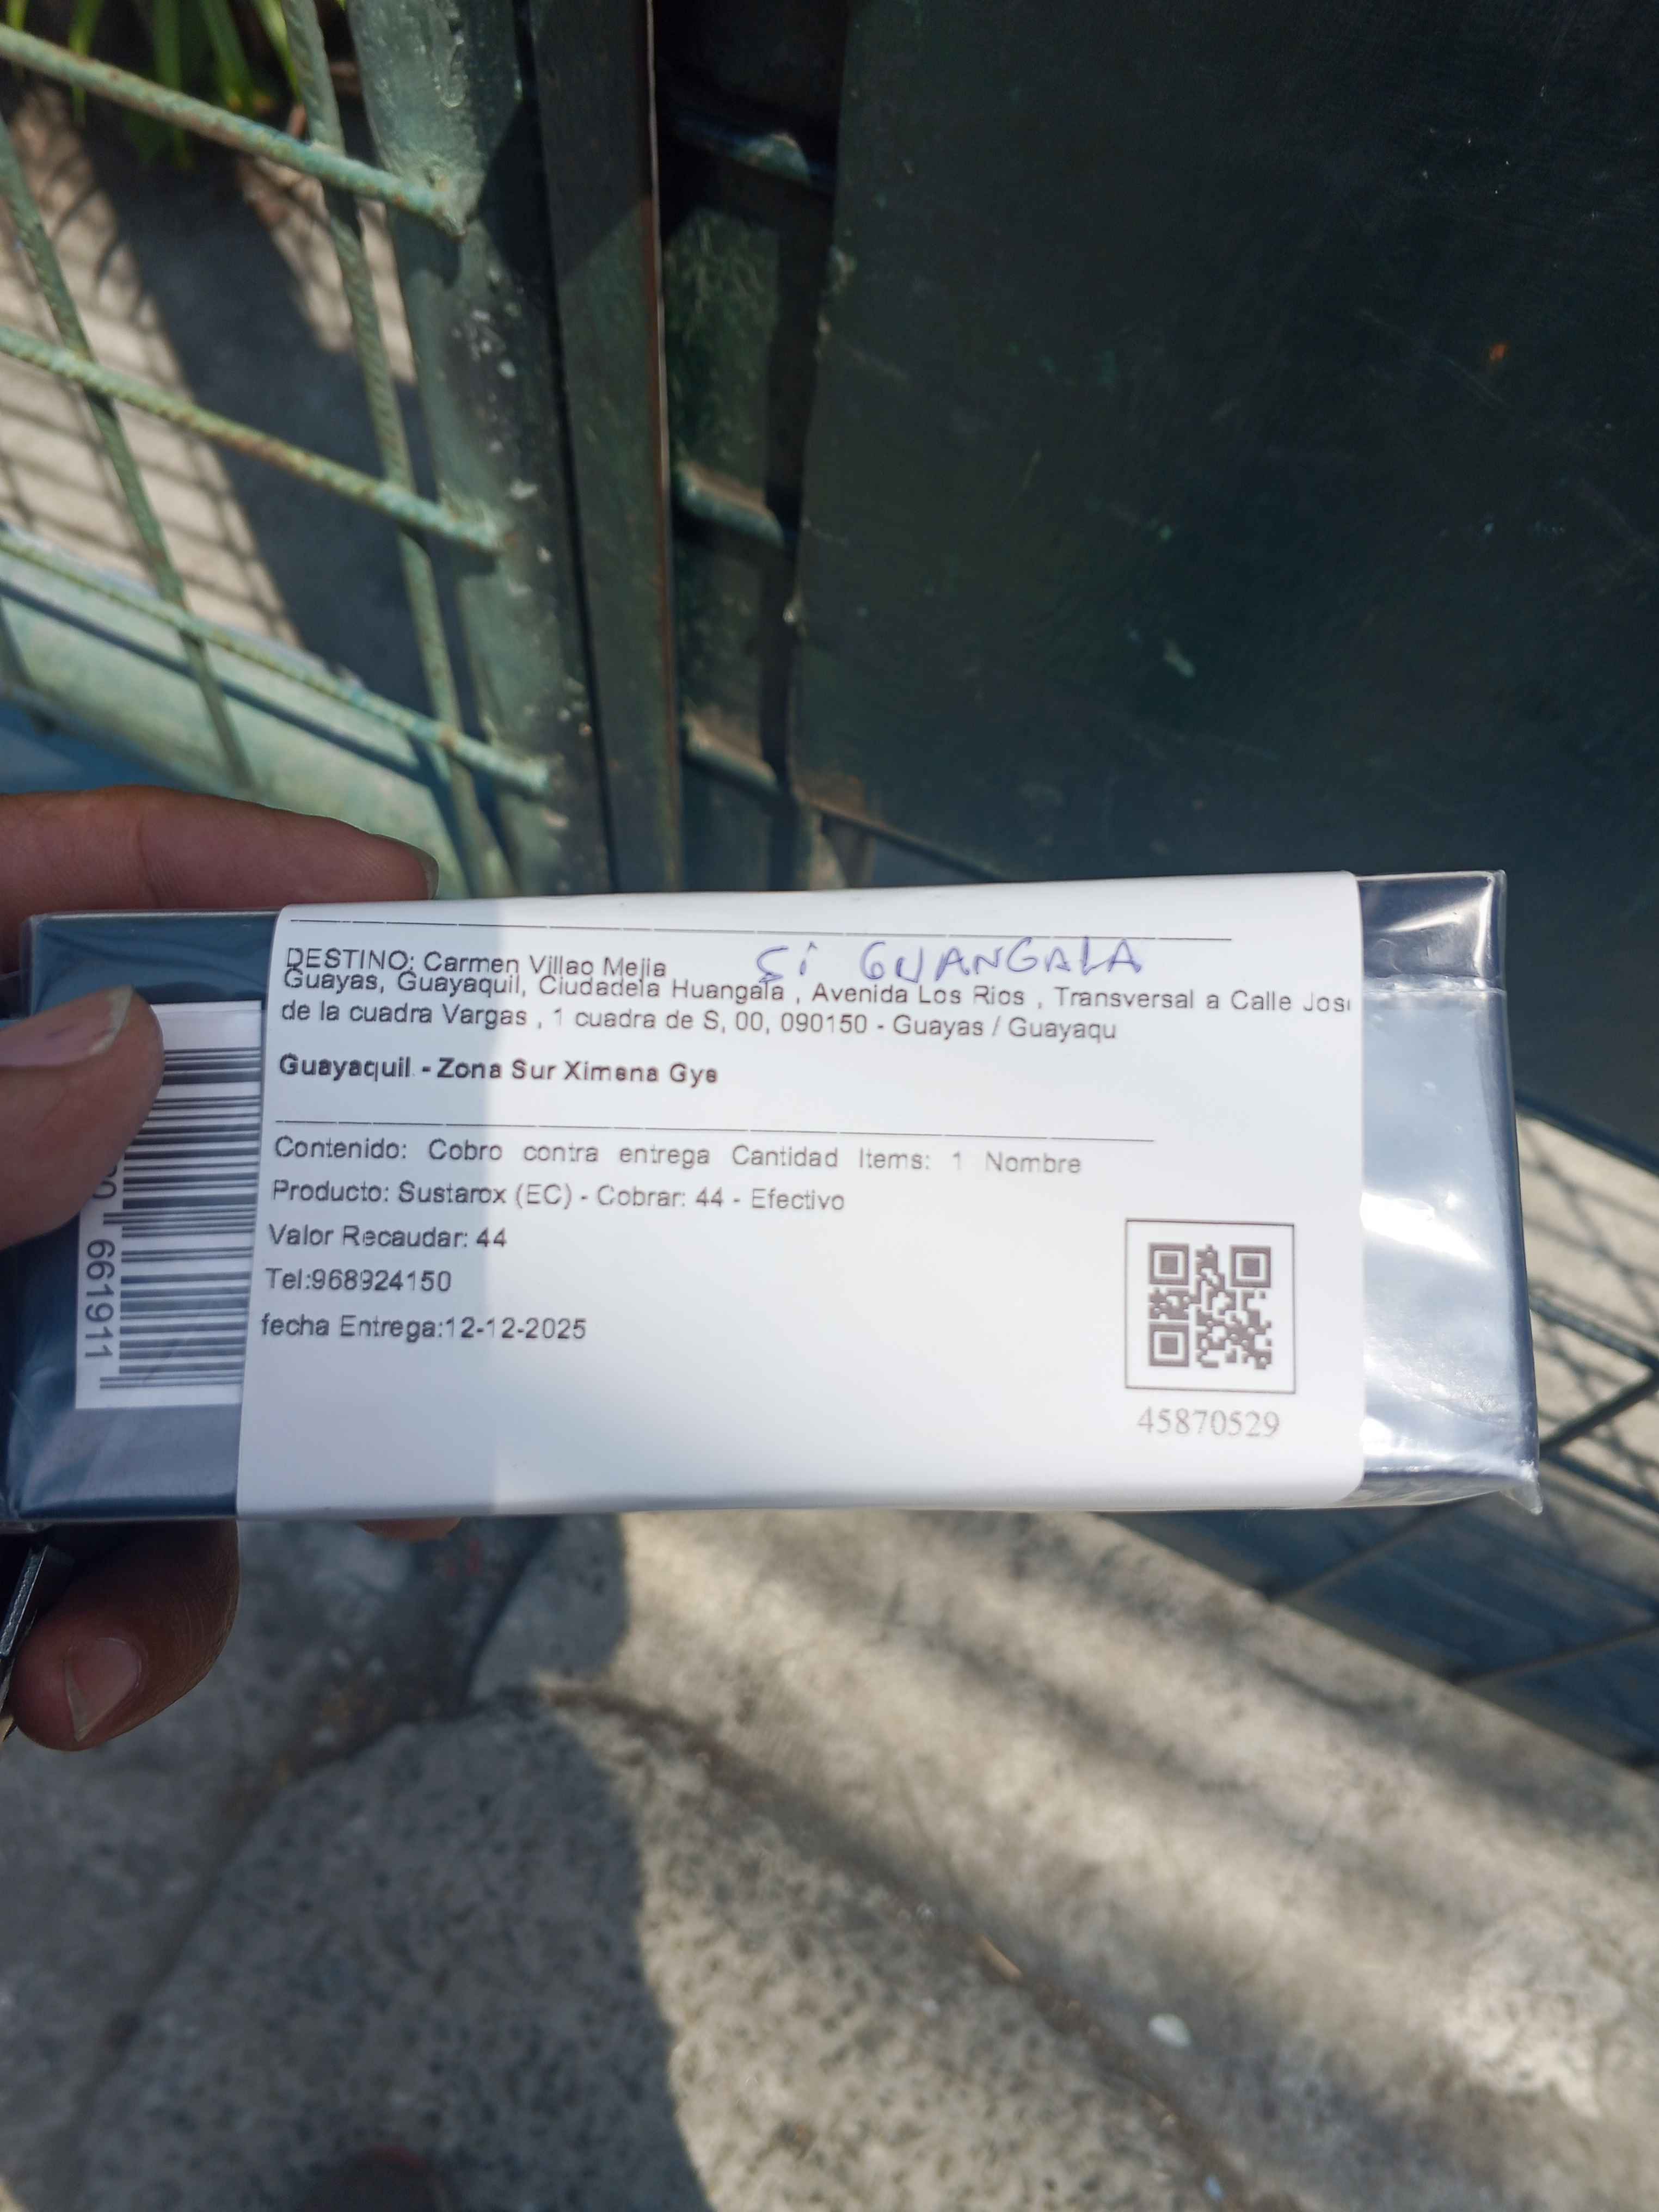 DESTINO: Carmen Villao Mejia
Sí GUANGALA
Guayas, Guayaquil, Ciudadela Huangala , Avenida Los Rios , Transversal a Calle Jos
de la cuadra Vargas , 1 cuadra de S, 00, 090150 - Guayas / Guayaqu
Guayaquil - Zona Sur Ximena Gye
Contenido: Cobro contra entrega Cantidad Items: 1 Nombre
Producto: Sustarox (EC) - Cobrar: 44 - Efectivo
Valor Recaudar: 44
Tel:968924150
fecha Entrega:12-12-2025
45870529
661911